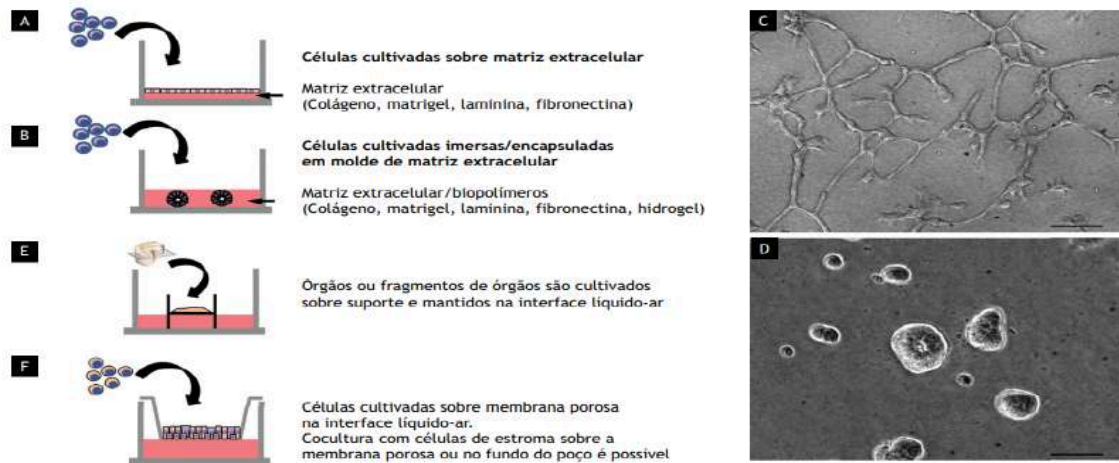 A
Células cultivadas sobre matriz extracelular
Matriz extracelular
(Colágeno, matrigel, laminina, fibronectina)
B
Células cultivadas imersas/encapsuladas
em molde de matriz extracelular
Matriz extracelular/biopolímeros
(Colágeno, matrigel, laminina, fibronectina, hidrogel)
E
Órgãos ou fragmentos de órgãos são cultivados
sobre suporte e mantidos na interface líquido-ar
F
Células cultivadas sobre membrana porosa
na interface líquido-ar.
Cocultura com células de estroma sobre a
membrana porosa ou no fundo do poço é possível
C
D